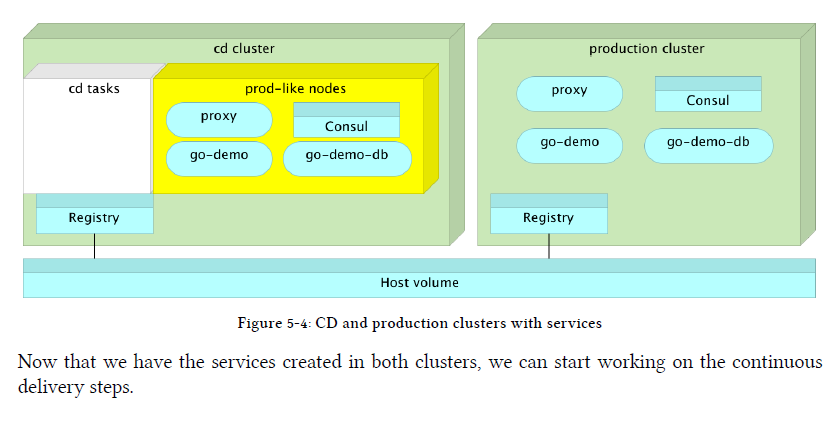 cd cluster
production cluster
cd tasks
prod-like nodes
proxy
Consul
go-demo
go-demo-db
Registry
proxy
Consul
go-demo
go-demo-db
Registry
Host volume
Figure 5-4: CD and production clusters with services
Now that we have the services created in both clusters, we can start working on the continuous
delivery steps.